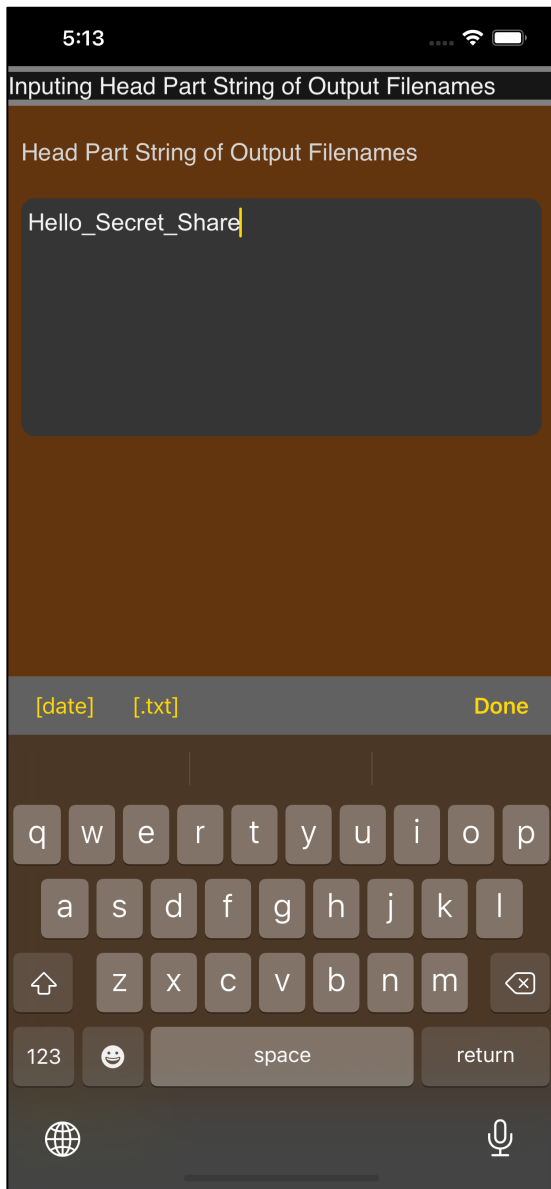 5:13
Inputing Head Part String of Output Filenames
Head Part String of Output Filenames
Hello_Secret_Share
[date] [.txt] Done
q w e r t y u i o p
a s d f g h j k l
z x c v b n m
123 space return